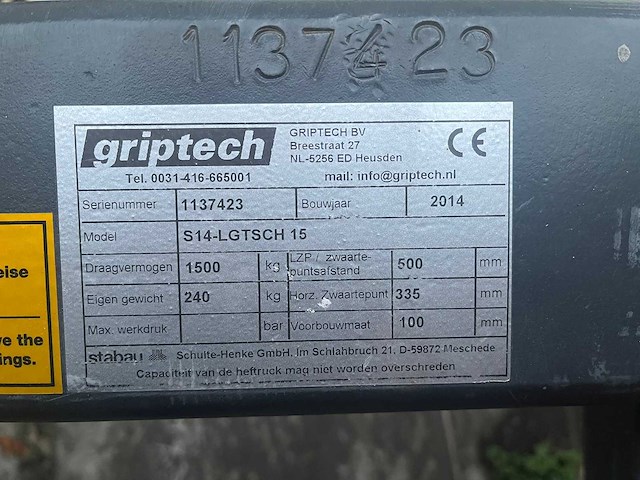 1137423
griptech
GRIPTECH BV
Breestraat 27
NL-5256 ED Heusden
CE
Tel. 0031-416-665001 mail: info@griptech.nl
Serienummer 1137423 Bouwjaar 2014
Model S14-LGTSCH 15
Draagvermogen 1500 kg LZP / zwaarte-
puntsafstand 500 mm
Eigen gewicht 240 kg Horz. Zwaartepunt 335 mm
Max. werkdruk bar Voorbouwmaat 100 mm
stabau Schulte-Henke GmbH, Im Schlahbruch 21, D-59872 Meschede
Capaciteit van de heftruck mag niet worden overschreden
eise
ve the
ngs.